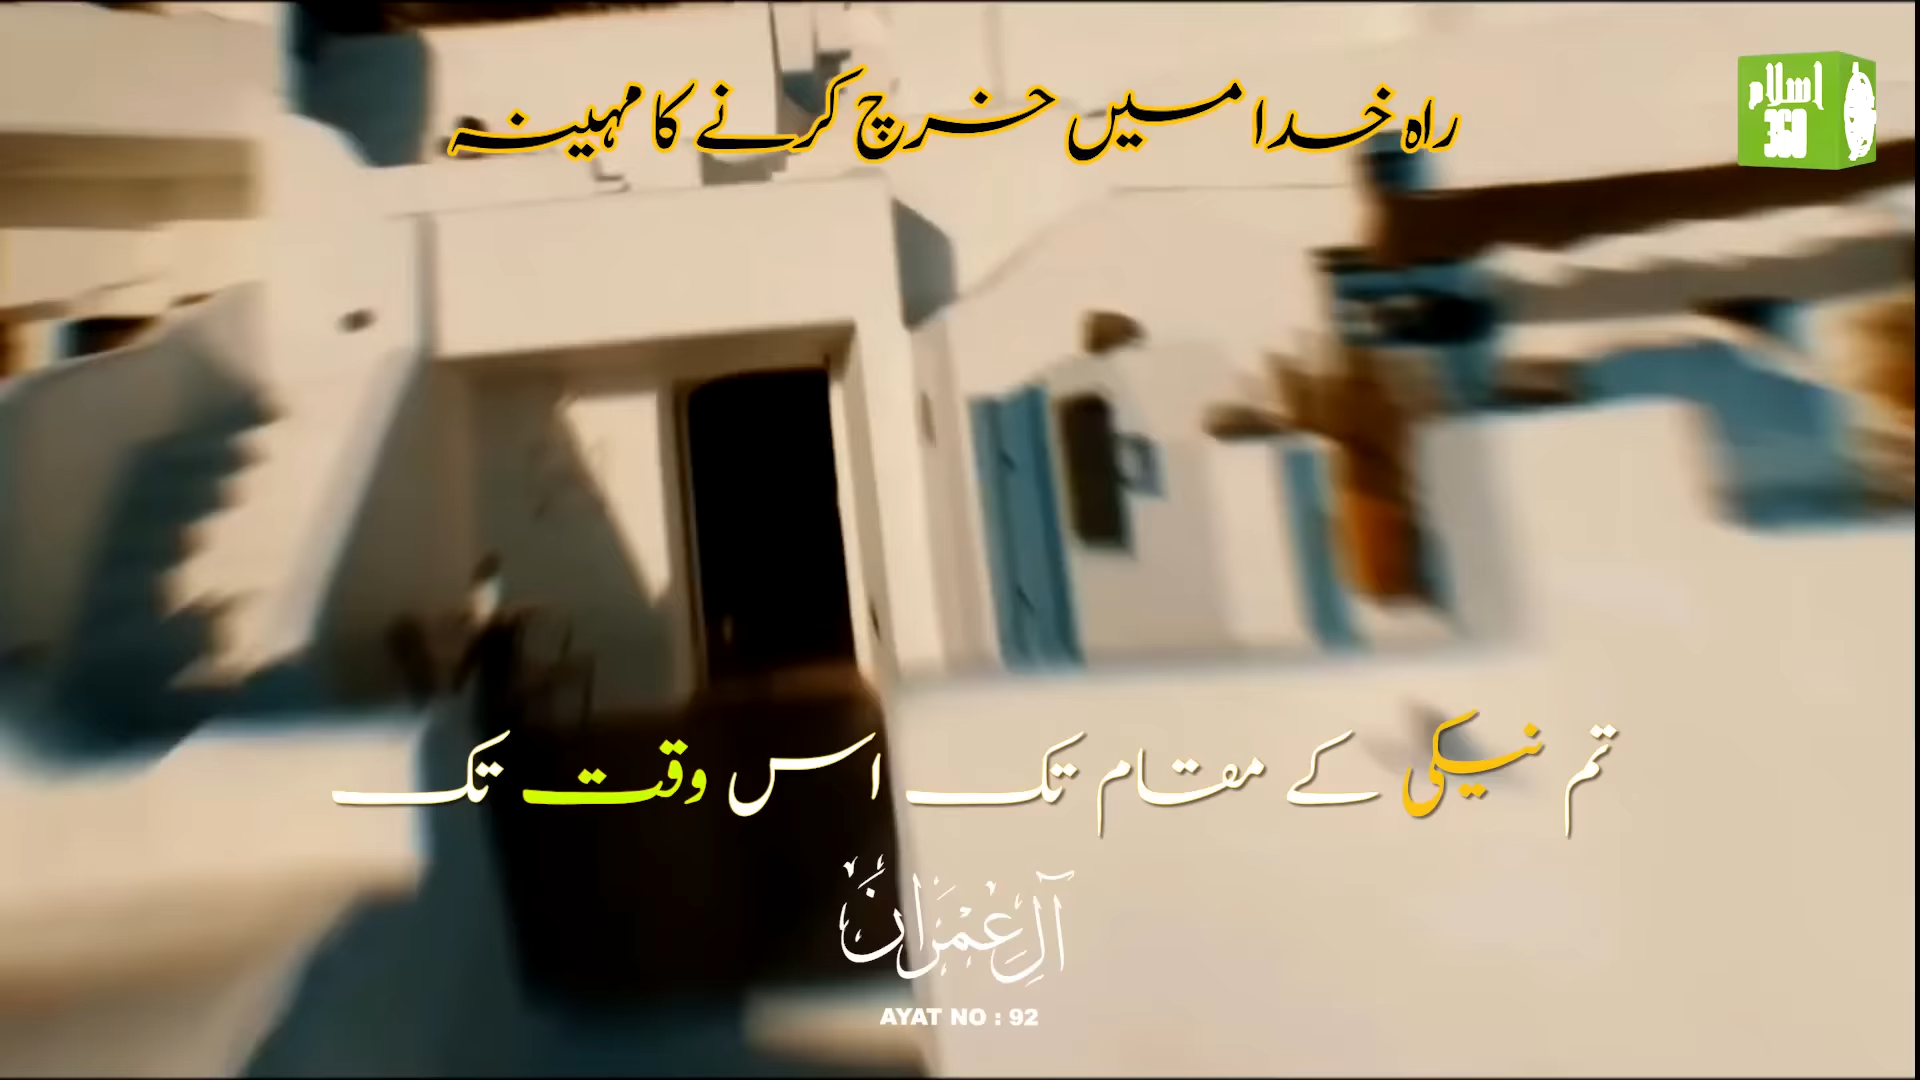 راہ خدا میں خرچ کرنے کا مہینہ
اسلام
360
تم نیکی کے مقام تک اس وقت تک
آلِ عِمْرَان
AYAT NO : 92